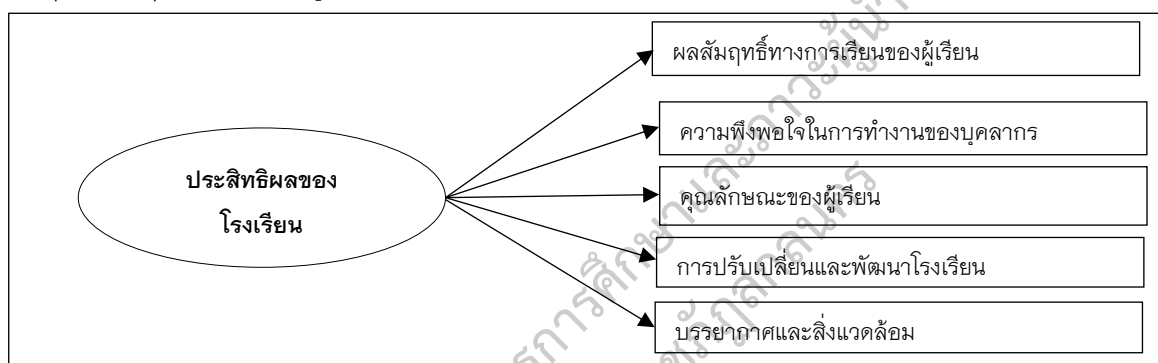 ผลสัมฤทธิ์ทางการเรียนของผู้เรียน
ความพึงพอใจในการทำงานของบุคลากร
ประสิทธิผลของ
โรงเรียน
คุณลักษณะของผู้เรียน
การปรับเปลี่ยนและพัฒนาโรงเรียน
บรรยากาศและสิ่งแวดล้อม